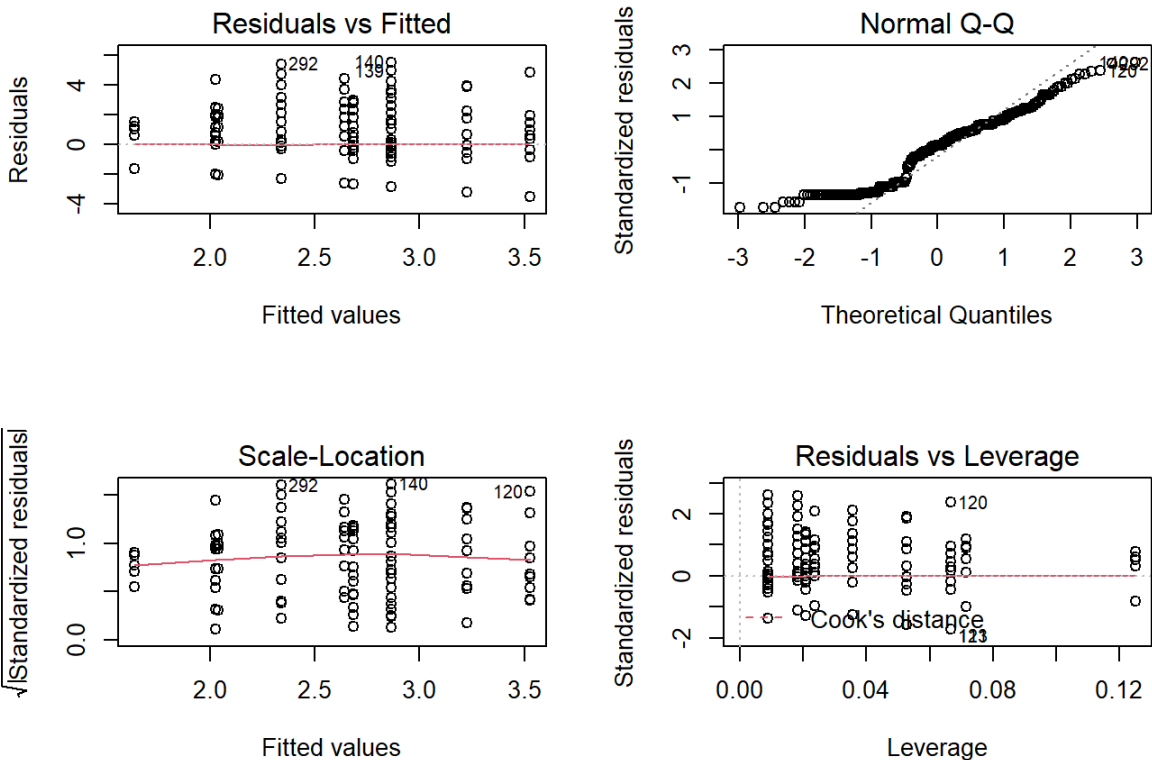 Residuals vs Fitted
Residuals
4
0
-4
292
140
139
2.0 2.5 3.0 3.5
Fitted values
Normal Q-Q
Standardized residuals
3
2
1
-1
120
-3 -2 -1 0 1 2 3
Theoretical Quantiles
Scale-Location
√|Standardized residuals|
1.0
0.0
292
140
120
2.0 2.5 3.0 3.5
Fitted values
Residuals vs Leverage
Standardized residuals
2
0
-2
120
Cook's distance
0.00 0.04 0.08 0.12
Leverage